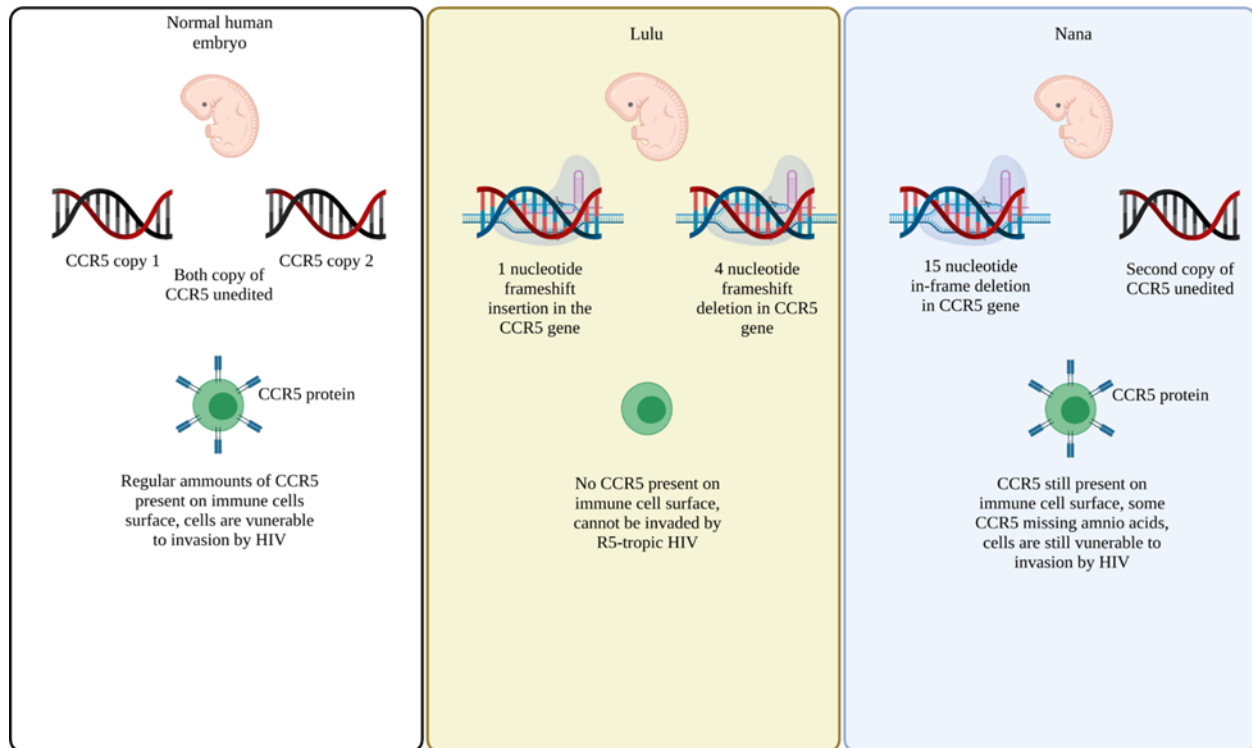 Normal human
embryo
CCR5 copy 1
CCR5 copy 2
Both copy of
CCR5 unedited
CCR5 protein
Regular ammounts of CCR5
present on immune cells
surface, cells are vunerable
to invasion by HIV
Lulu
1 nucleotide
frameshift
insertion in the
CCR5 gene
4 nucleotide
frameshift
deletion in CCR5
gene
No CCR5 present on
immune cell surface,
cannot be invaded by
R5-tropic HIV
Nana
15 nucleotide
in-frame deletion
in CCR5 gene
Second copy of
CCR5 unedited
CCR5 protein
CCR5 still present on
immune cell surface, some
CCR5 missing amnio acids,
cells are still vunerable to
invasion by HIV